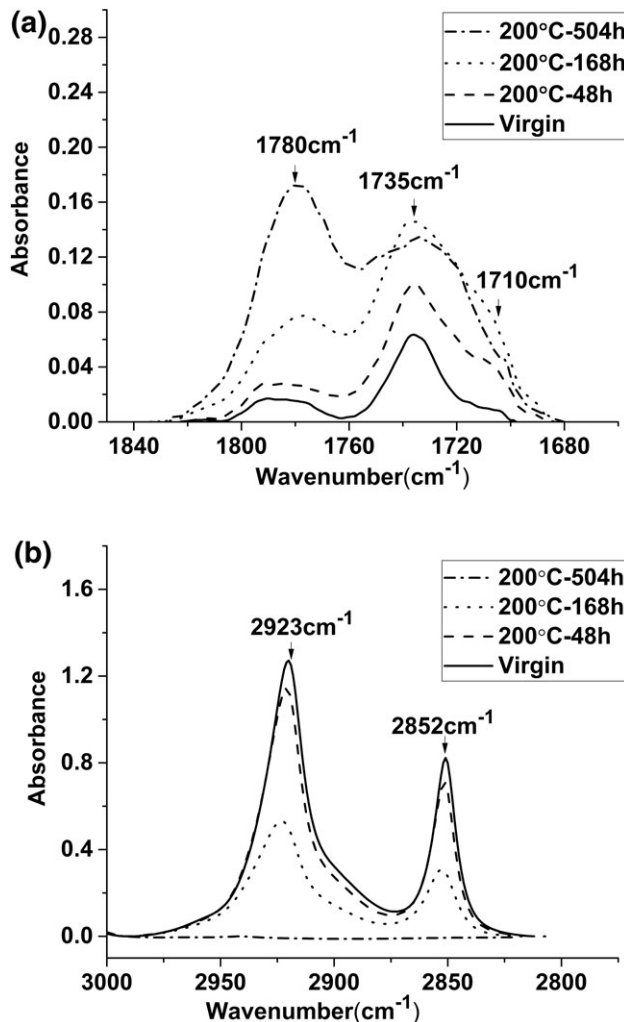 (a)
200°C-504h
200°C-168h
200°C-48h
Virgin
1780cm⁻¹
1735cm⁻¹
1710cm⁻¹
Absorbance
0.28
0.24
0.20
0.16
0.12
0.08
0.04
0.00
1840 1800 1760 1720 1680
Wavenumber(cm⁻¹)
(b)
200°C-504h
200°C-168h
200°C-48h
Virgin
2923cm⁻¹
2852cm⁻¹
Absorbance
1.6
1.2
0.8
0.4
0.0
3000 2950 2900 2850 2800
Wavenumber(cm⁻¹)